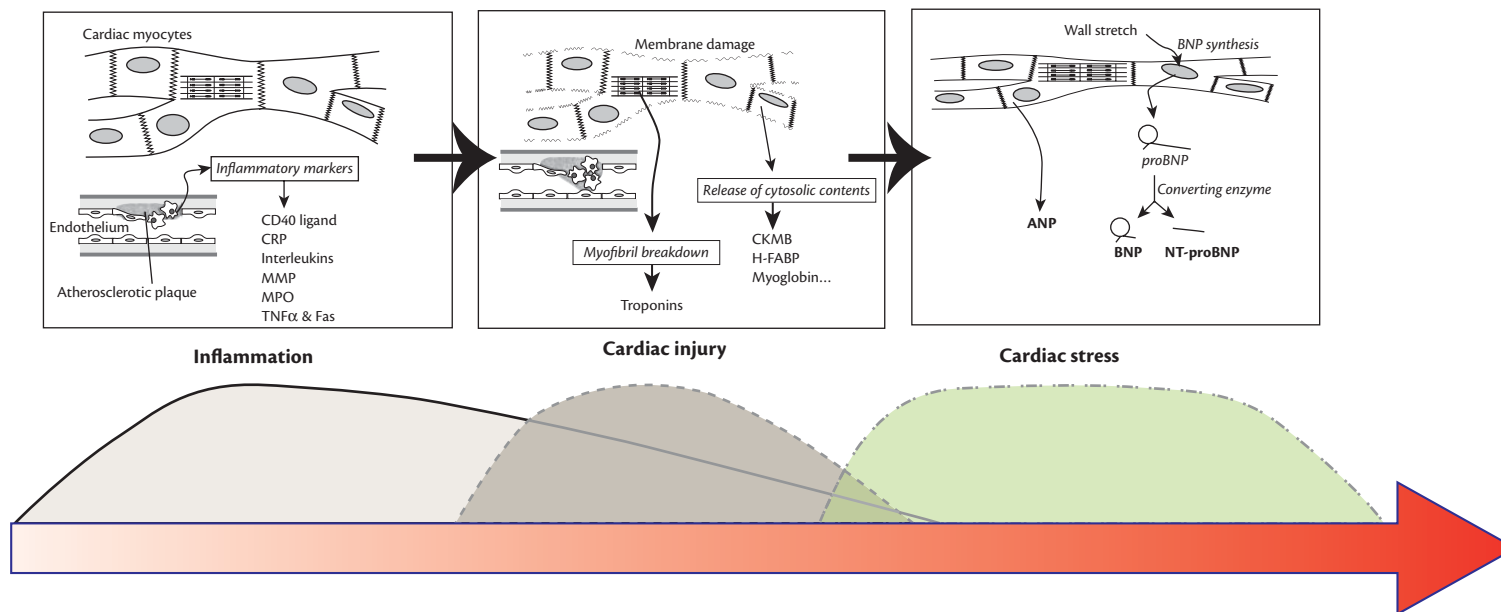 Cardiac myocytes
Inflammatory markers
Endothelium
Atherosclerotic plaque
CD40 ligand
CRP
Interleukins
MMP
MPO
TNFα & Fas
Membrane damage
Release of cytosolic contents
Myofibril breakdown
Troponins
CKMB
H-FABP
Myoglobin...
Wall stretch
BNP synthesis
proBNP
Converting enzyme
ANP
BNP
NT-proBNP
Inflammation
Cardiac injury
Cardiac stress